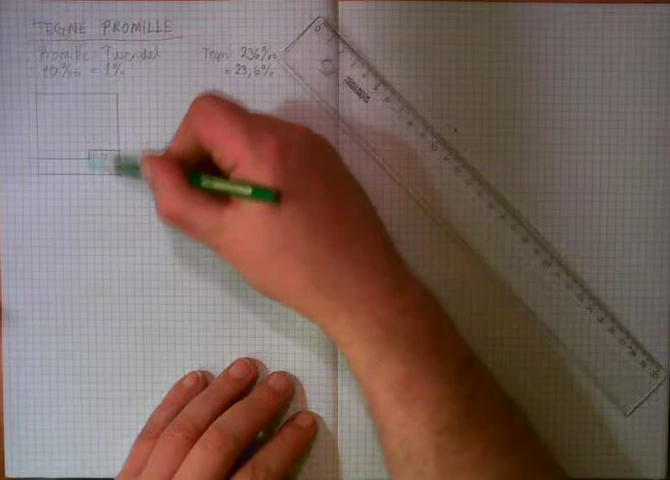 TEGNE PROMILLE
Promille: Tusendel
10‰ = 1%
Tegn: 236‰
= 23,6%